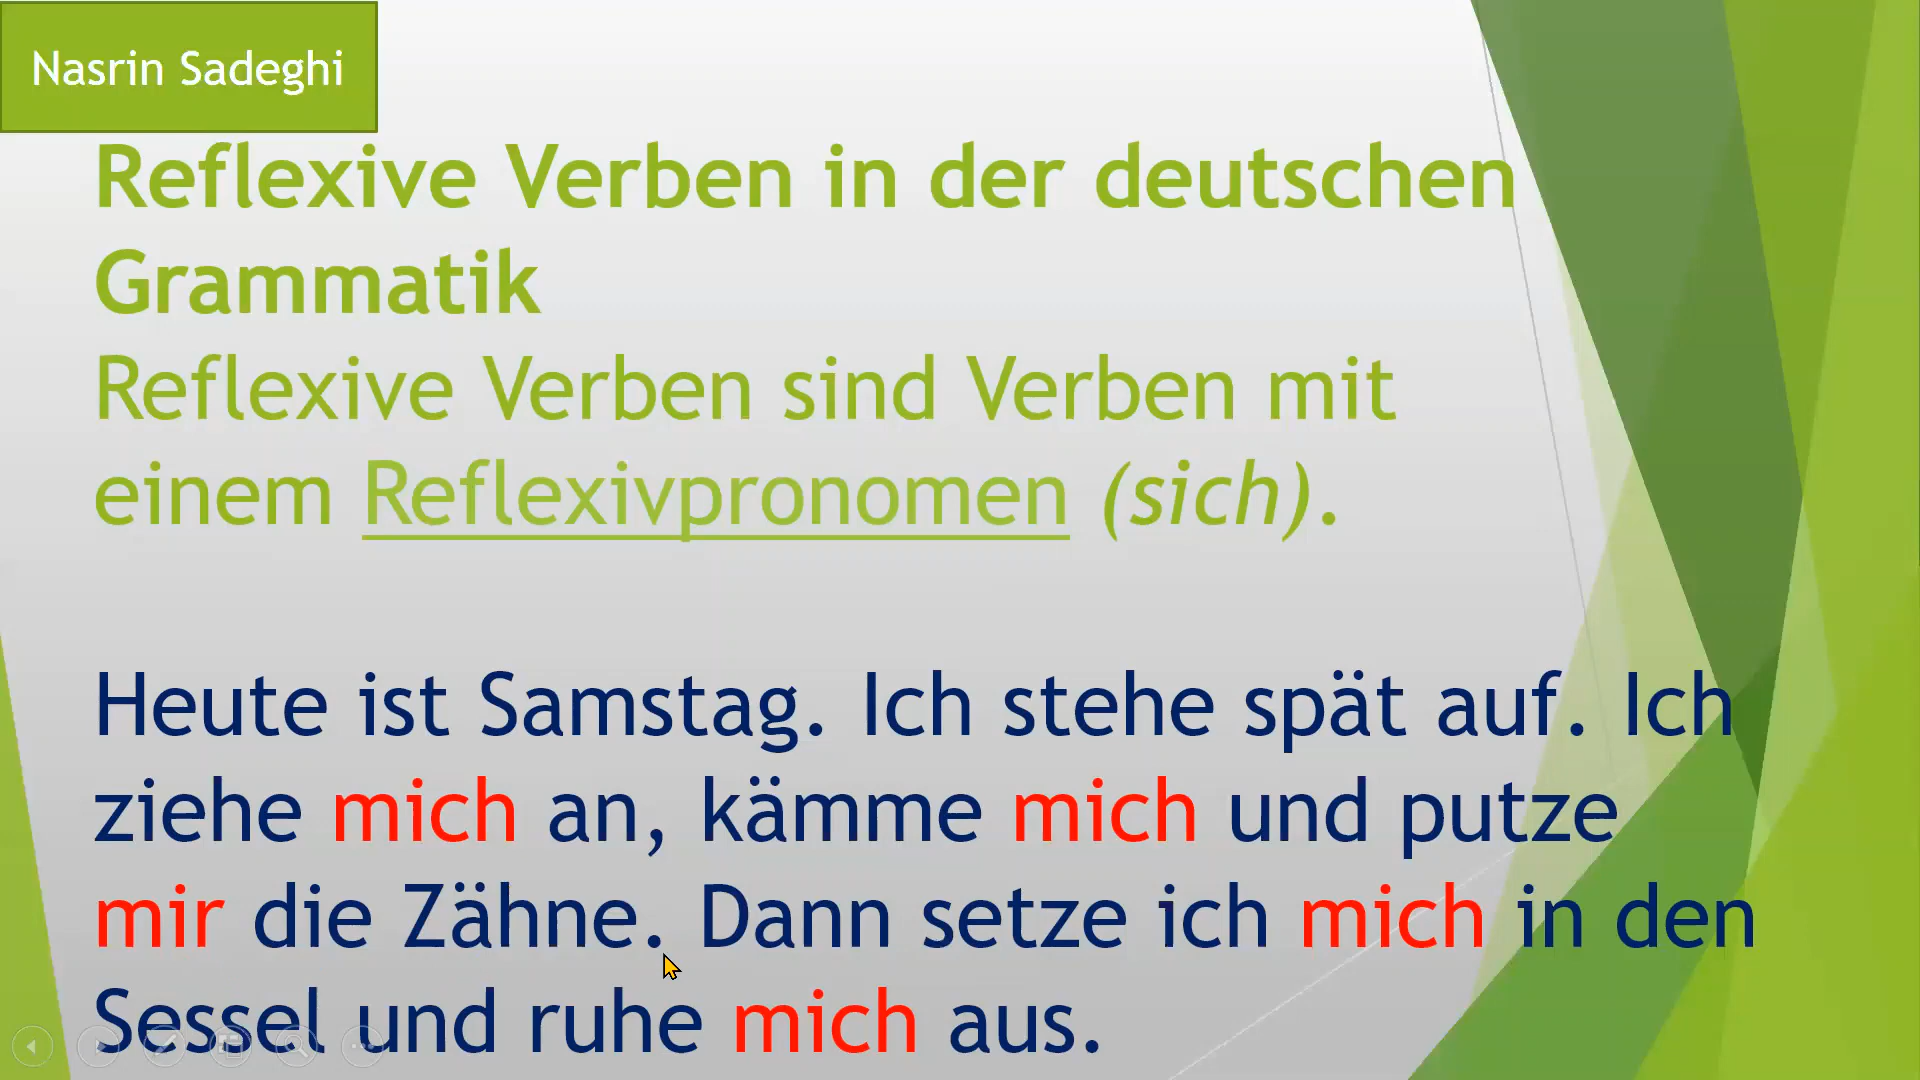 Nasrin Sadeghi
Reflexive Verben in der deutschen
Grammatik
Reflexive Verben sind Verben mit
einem Reflexivpronomen (sich).
Heute ist Samstag. Ich stehe spät auf. Ich
ziehe mich an, kämme mich und putze
mir die Zähne. Dann setze ich mich in den
Sessel und ruhe mich aus.